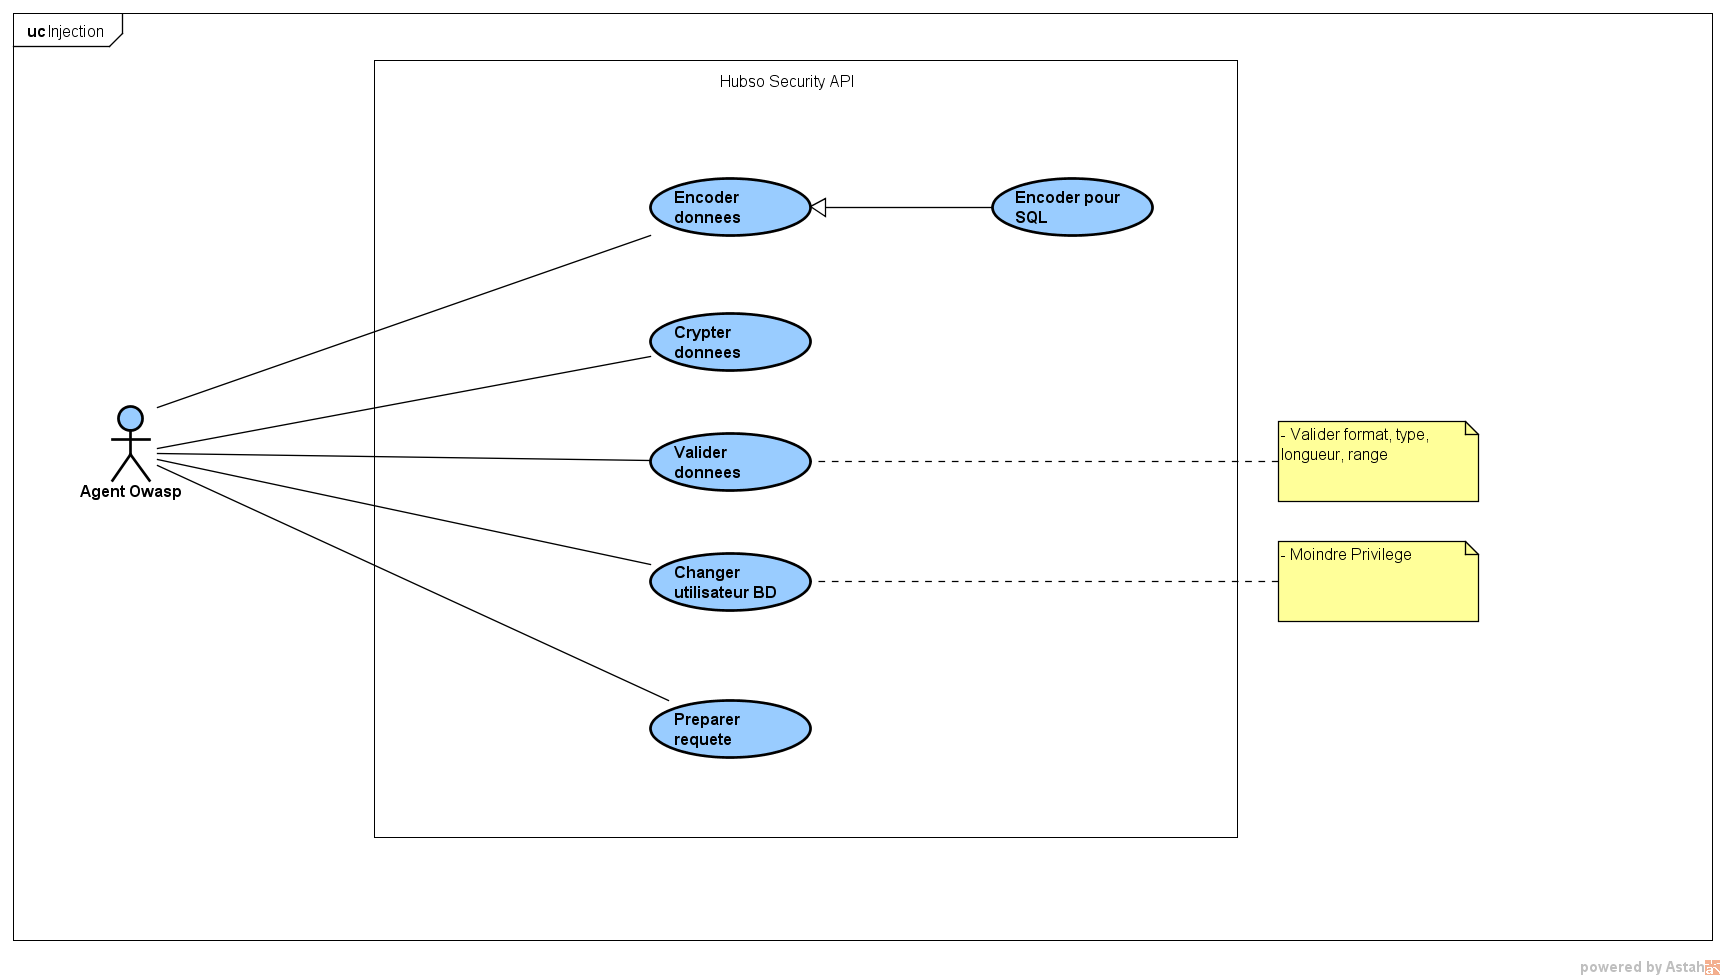 uc Injection
Hubso Security API
Encoder
donnees
Encoder pour
SQL
Crypter
donnees
Agent Owasp
Valider
donnees
- Valider format, type,
longueur, range
Changer
utilisateur BD
- Moindre Privilege
Preparer
requete
powered by Astah